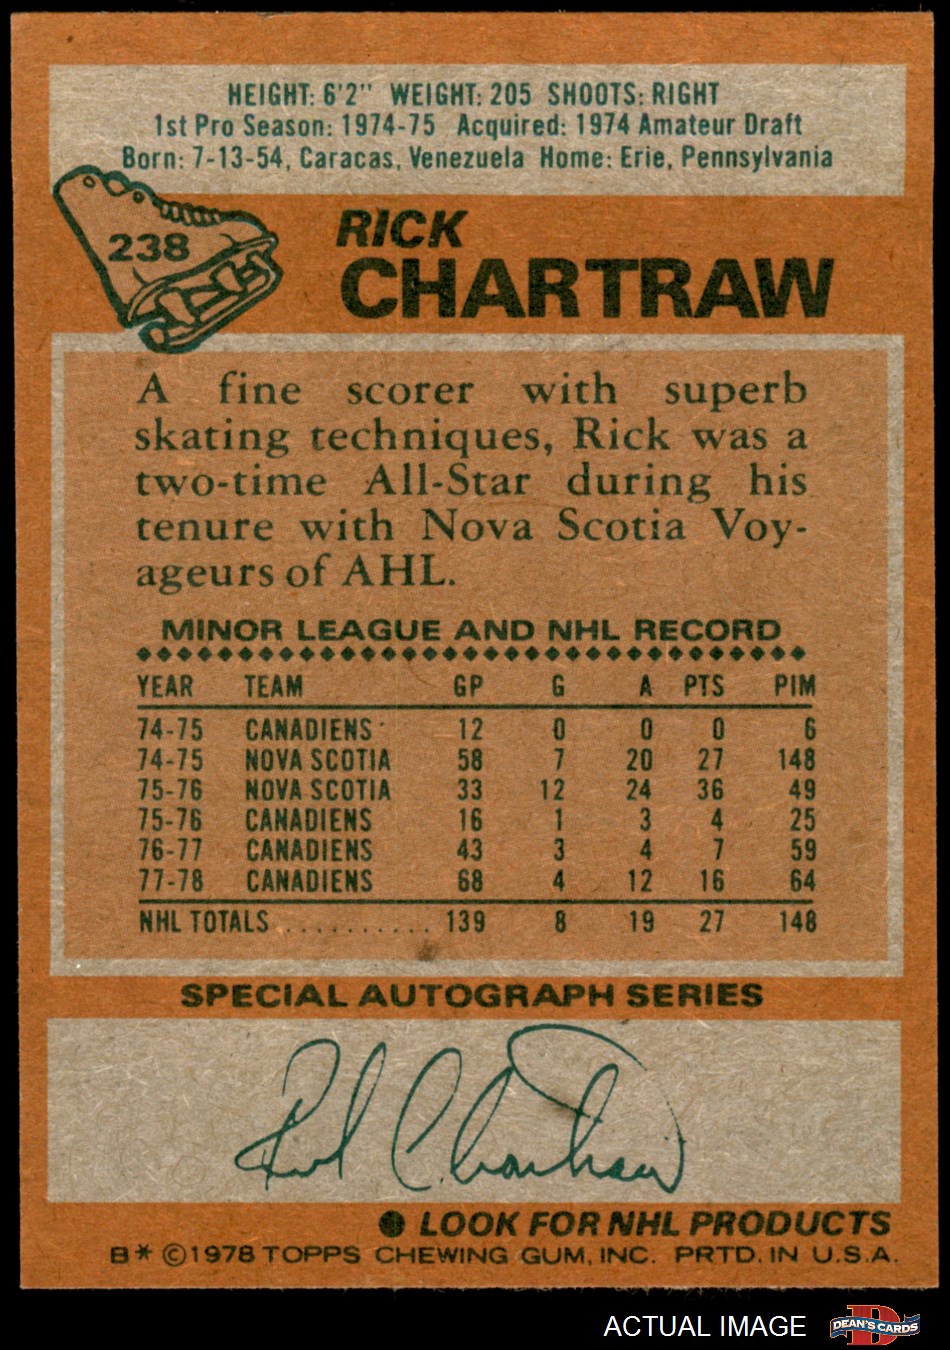 HEIGHT: 6'2" WEIGHT: 205 SHOOTS: RIGHT
1st Pro Season: 1974-75 Acquired: 1974 Amateur Draft
Born: 7-13-54, Caracas, Venezuela Home: Erie, Pennsylvania
238
RICK
CHARTRAW
A fine scorer with superb
skating techniques, Rick was a
two-time All-Star during his
tenure with Nova Scotia Voy-
ageurs of AHL.
MINOR LEAGUE AND NHL RECORD
YEAR TEAM GP G A PTS PIM
74-75 CANADIENS 12 0 0 0 6
74-75 NOVA SCOTIA 58 7 20 27 148
75-76 NOVA SCOTIA 33 12 24 36 49
75-76 CANADIENS 16 1 3 4 25
76-77 CANADIENS 43 3 4 7 59
77-78 CANADIENS 68 4 12 16 64
NHL TOTALS .......... 139 8 19 27 148
SPECIAL AUTOGRAPH SERIES
Rick Chartraw
● LOOK FOR NHL PRODUCTS
B* ©1978 TOPPS CHEWING GUM, INC. PRTD. IN U.S.A.
ACTUAL IMAGE
DEAN'S CARDS